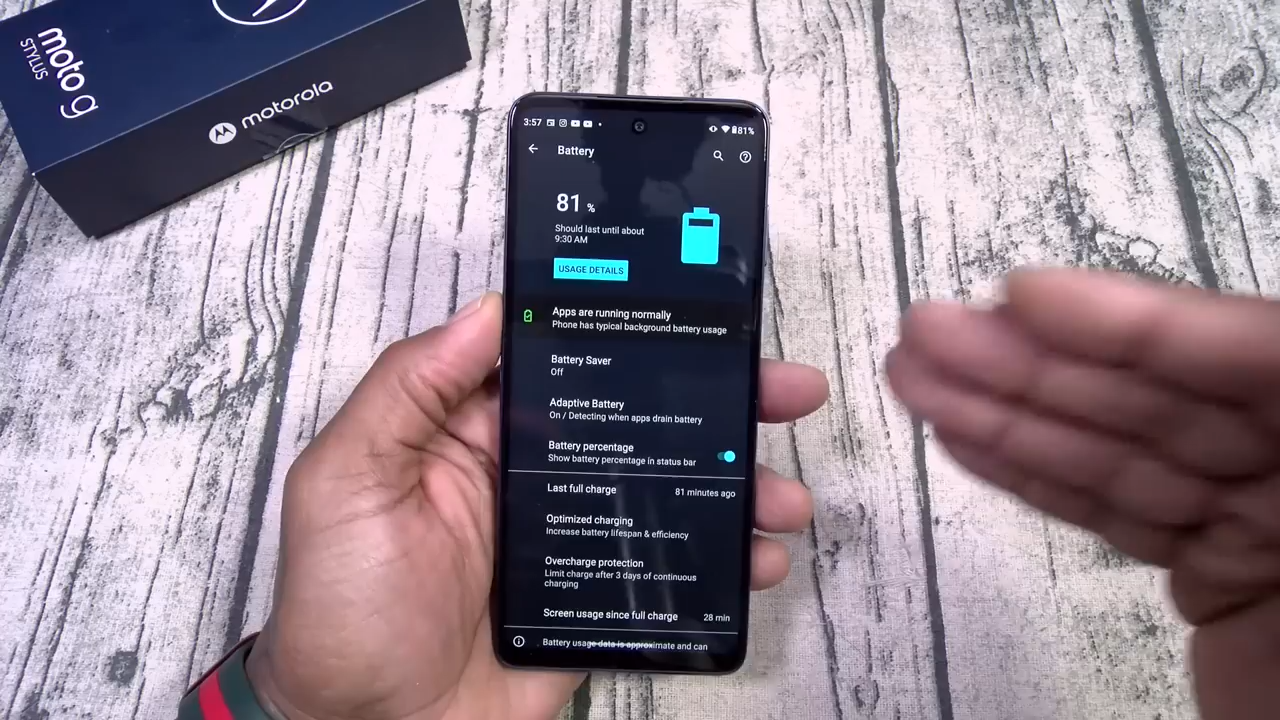 moto g
STYLUS
motorola
3:57
81%
Battery
81 %
Should last until about
9:30 AM
USAGE DETAILS
Apps are running normally
Phone has typical background battery usage
Battery Saver
Off
Adaptive Battery
On / Detecting when apps drain battery
Battery percentage
Show battery percentage in status bar
Last full charge
81 minutes ago
Optimized charging
Increase battery lifespan & efficiency
Overcharge protection
Limit charge after 3 days of continuous
charging
Screen usage since full charge
28 min
Battery usage data is approximate and can